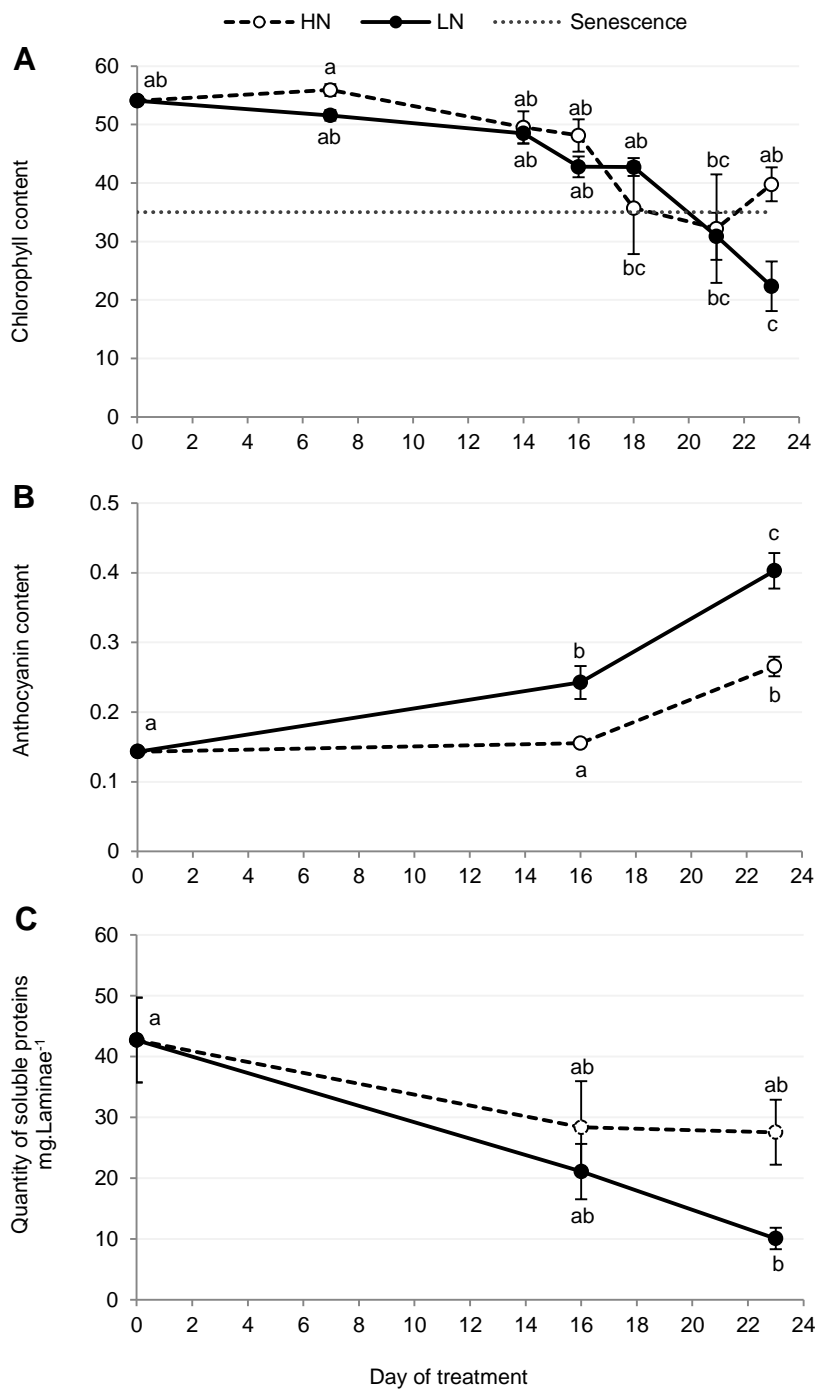 HN LN Senescence
A
Chlorophyll content
60
50
40
30
20
10
0
ab
a
ab
ab
ab
ab
ab
ab
bc
bc
bc
ab
c
0 2 4 6 8 10 12 14 16 18 20 22 24
B
Anthocyanin content
0.5
0.4
0.3
0.2
0.1
0
a
b
a
c
b
0 2 4 6 8 10 12 14 16 18 20 22 24
C
Quantity of soluble proteins
mg.Laminae⁻¹
60
50
40
30
20
10
0
a
ab
ab
ab
b
0 2 4 6 8 10 12 14 16 18 20 22 24
Day of treatment